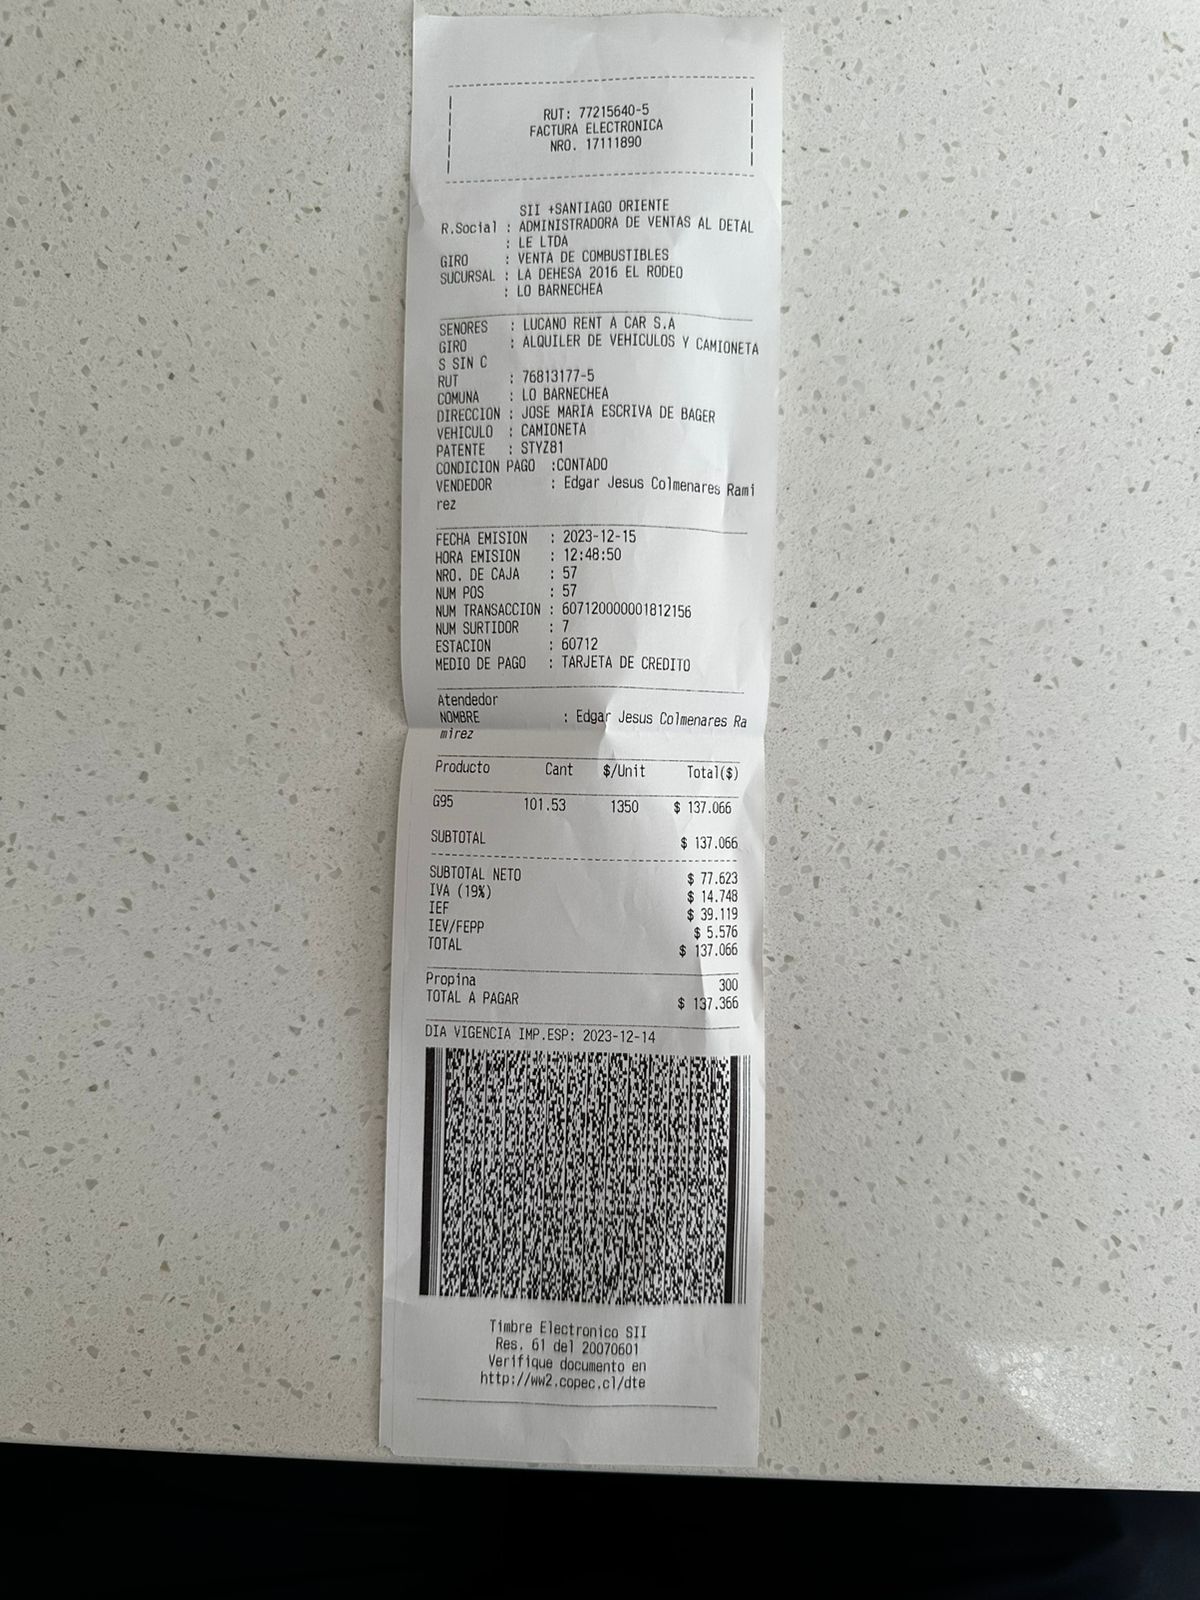 RUT: 77215640-5
FACTURA ELECTRONICA
NRO. 17111890
SII +SANTIAGO ORIENTE
R.Social : ADMINISTRADORA DE VENTAS AL DETAL
: LE LTDA
GIRO : VENTA DE COMBUSTIBLES
SUCURSAL : LA DEHESA 2016 EL RODEO
: LO BARNECHEA
SENORES : LUCANO RENT A CAR S.A
GIRO : ALQUILER DE VEHICULOS Y CAMIONETA
S SIN C
RUT : 76813177-5
COMUNA : LO BARNECHEA
DIRECCION : JOSE MARIA ESCRIVA DE BAGER
VEHICULO : CAMIONETA
PATENTE : STYZ81
CONDICION PAGO :CONTADO
VENDEDOR : Edgar Jesus Colmenares Rami
rez
FECHA EMISION : 2023-12-15
HORA EMISION : 12:48:50
NRO. DE CAJA : 57
NUM POS : 57
NUM TRANSACCION : 607120000001812156
NUM SURTIDOR : 7
ESTACION : 60712
MEDIO DE PAGO : TARJETA DE CREDITO
Atendedor
NOMBRE : Edgar Jesus Colmenares Ra
mirez
Producto Cant $/Unit Total($)
G95 101.53 1350 $ 137.066
SUBTOTAL $ 137.066
SUBTOTAL NETO $ 77.623
IVA (19%) $ 14.748
IEF $ 39.119
IEV/FEPP $ 5.576
TOTAL $ 137.066
Propina 300
TOTAL A PAGAR $ 137.366
DIA VIGENCIA IMP.ESP: 2023-12-14
Timbre Electronico SII
Res. 61 del 20070601
Verifique documento en
http://ww2.copec.cl/dte